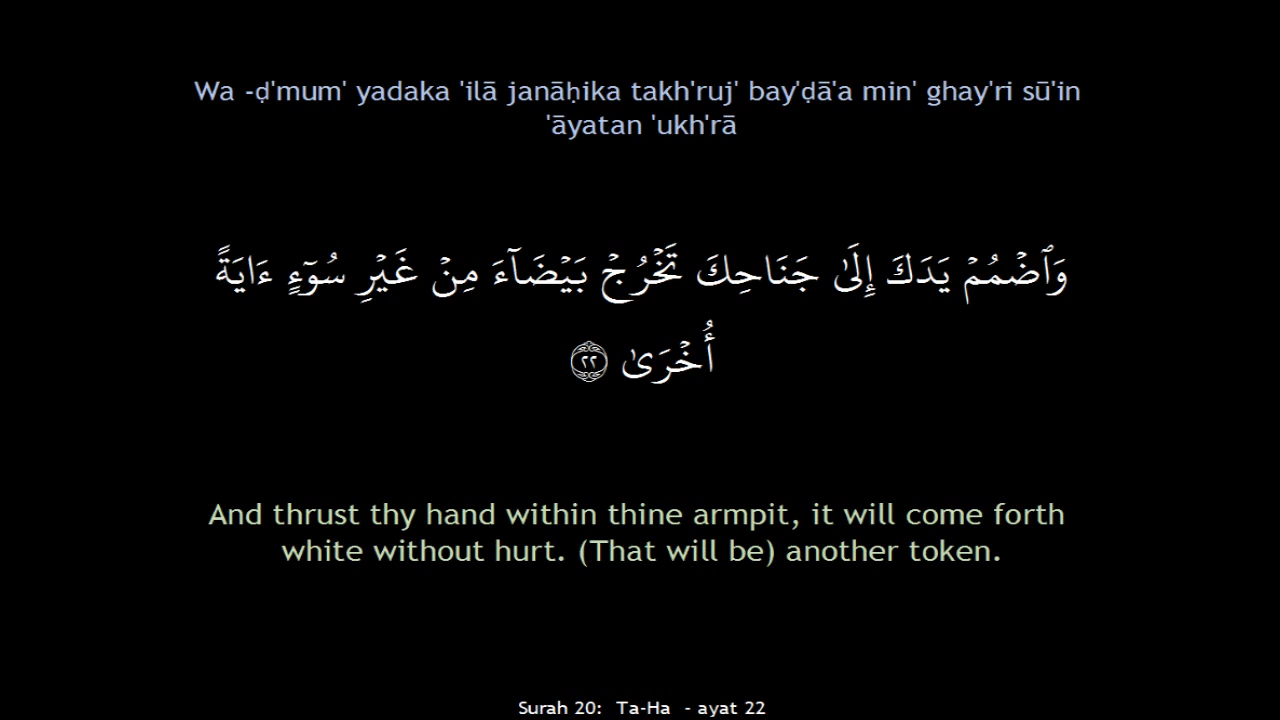 Wa -ḍ'mum' yadaka 'ilā janāḥika takh'ruj' bay'ḍā'a min' ghay'ri sū'in
'āyatan 'ukh'rā
وَٱضۡمُمۡ يَدَكَ إِلَىٰ جَنَاحِكَ تَخۡرُجۡ بَيۡضَآءَ مِنۡ غَيۡرِ سُوٓءٍ ءَايَةً
أُخۡرَىٰ ٢٢
And thrust thy hand within thine armpit, it will come forth
white without hurt. (That will be) another token.
Surah 20: Ta-Ha - ayat 22